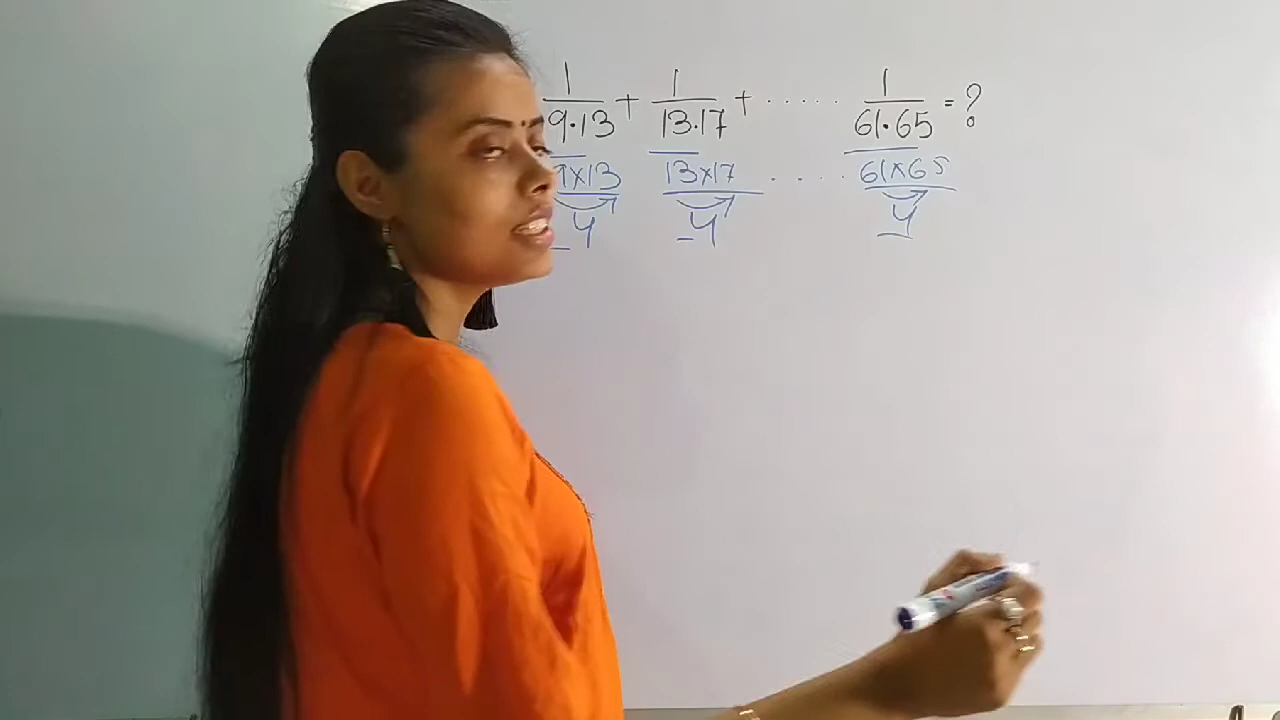 1/9·13 + 1/13·17 + ..... 1/61·65 = ?
9×13 13×17 .... 61×65
4 4 4